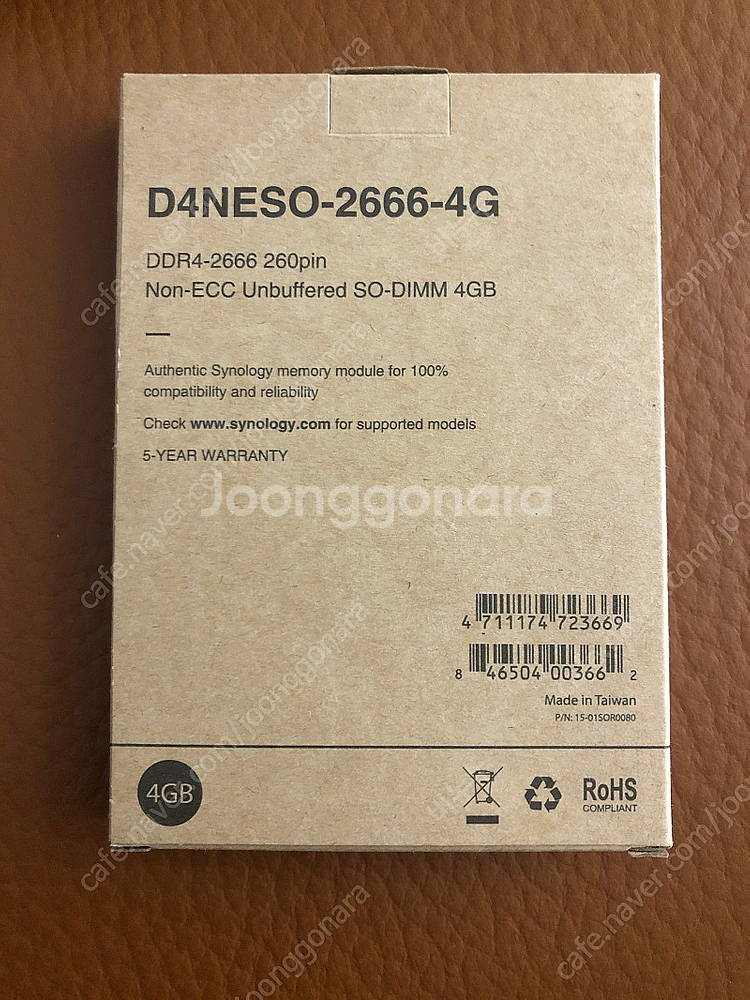 D4NESO-2666-4G
DDR4-2666 260pin
Non-ECC Unbuffered SO-DIMM 4GB
Authentic Synology memory module for 100%
compatibility and reliability
Check www.synology.com for supported models
5-YEAR WARRANTY
Joonggonara
4 711174 723669
8 46504 00366 2
Made in Taiwan
P/N: 15-01SOR0080
4GB
RoHS
COMPLIANT
cafe.naver.com/joonggonara